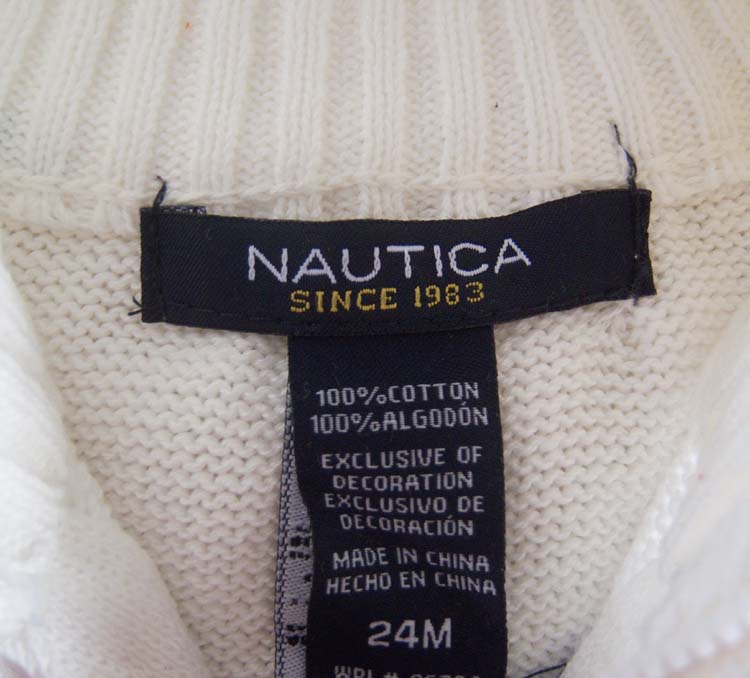 NAUTICA
SINCE 1983
100%COTTON
100%ALGODÓN
EXCLUSIVE OF
DECORATION
EXCLUSIVO DE
DECORACIÓN
MADE IN CHINA
HECHO EN CHINA
24M
WPL#